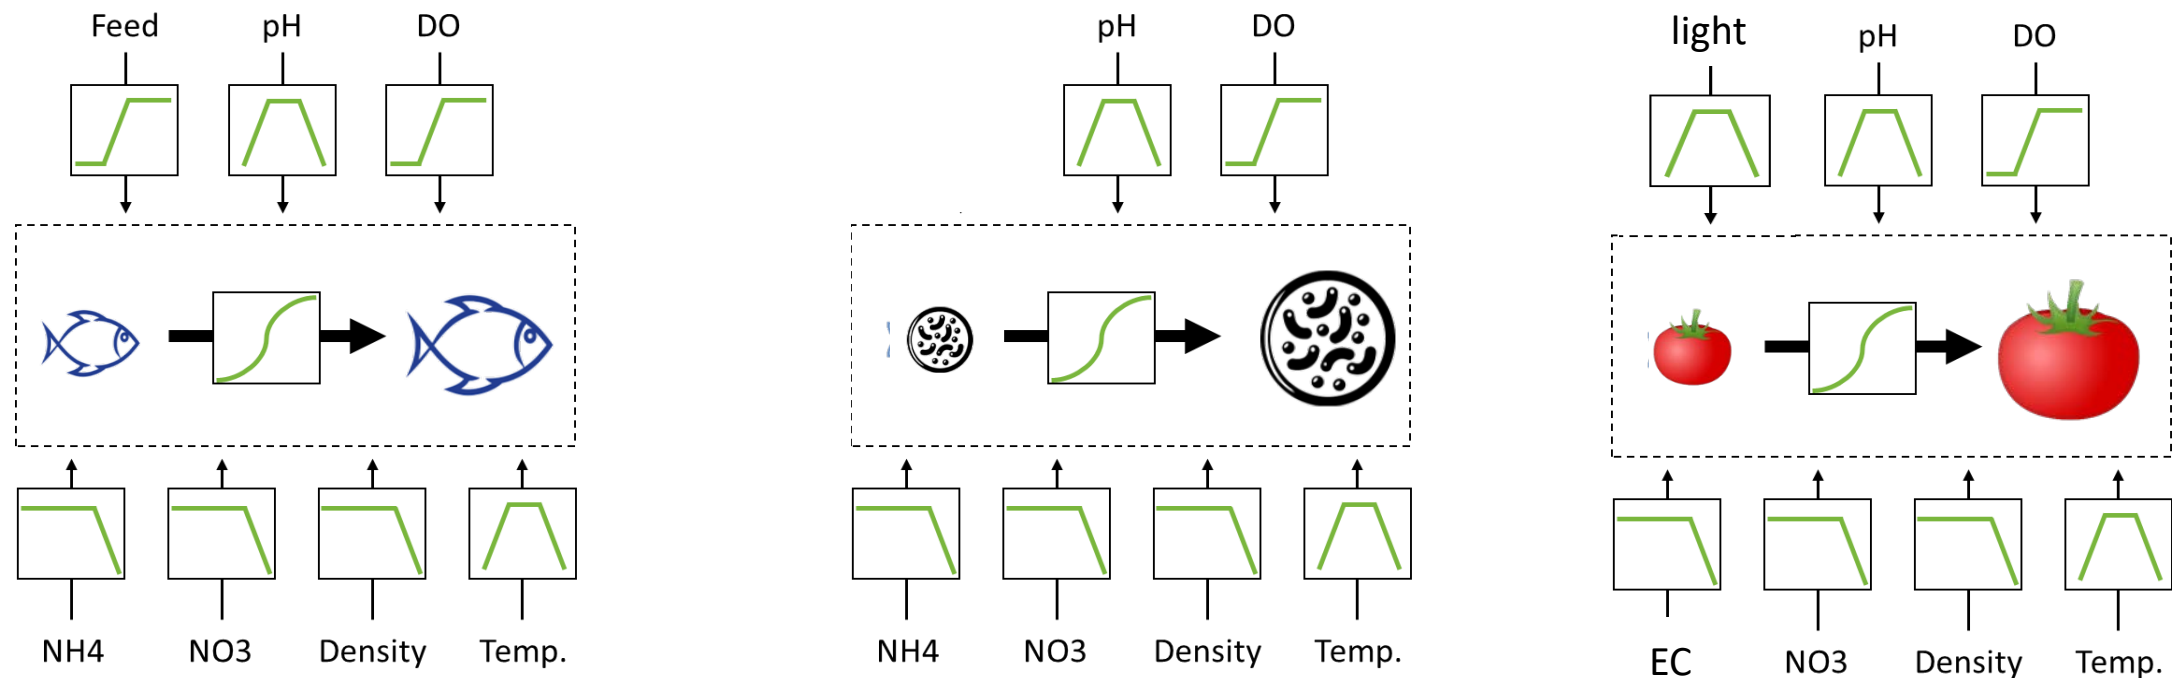 Feed pH DO
NH4 NO3 Density Temp.
pH DO
NH4 NO3 Density Temp.
light pH DO
EC NO3 Density Temp.